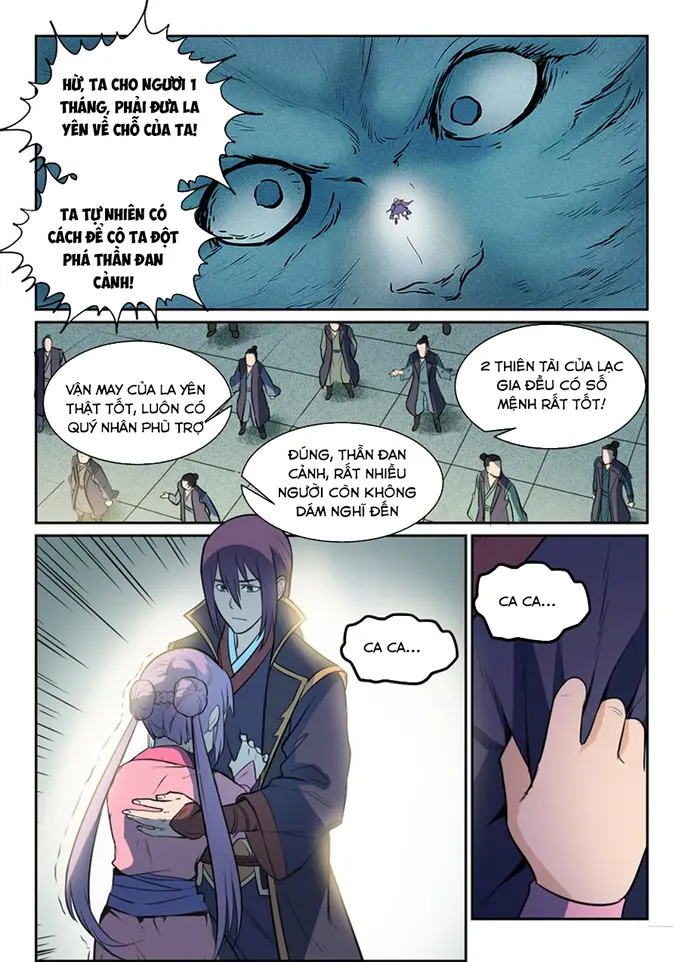 HỪ, TA CHO NGƯƠI 1
THÁNG, PHẢI ĐƯA LA
YÊN VỀ CHỖ CỦA TA!
TA TỰ NHIÊN CÓ
CÁCH ĐỂ CÔ TA ĐỘT
PHÁ THẦN ĐAN
CẢNH!
VẬN MAY CỦA LA YÊN
THẬT TỐT, LUÔN CÓ
QUÝ NHÂN PHÙ TRỢ
2 THIÊN TÀI CỦA LẠC
GIA ĐỀU CÓ SỐ
MỆNH RẤT TỐT!
ĐÚNG, THẦN ĐAN
CẢNH, RẤT NHIỀU
NGƯỜI CÒN KHÔNG
DÁM NGHĨ ĐẾN
CA CA...
CA CA...